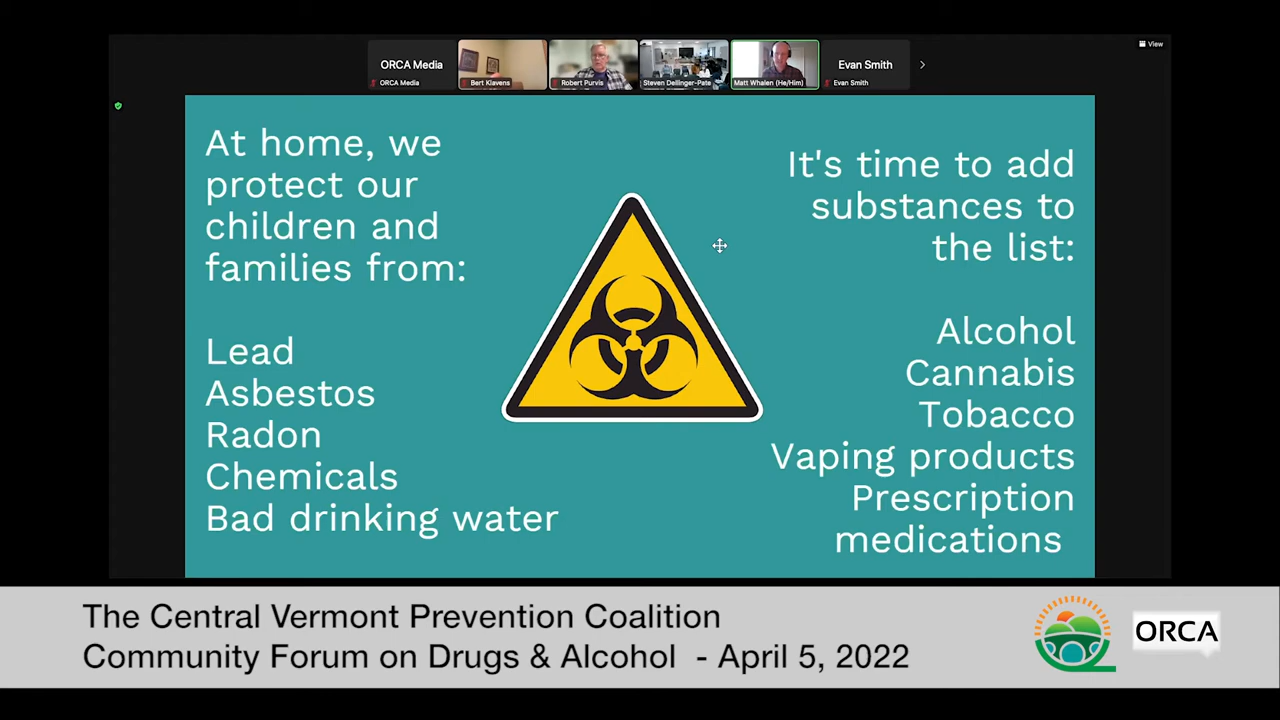 View
ORCA Media
ORCA Media
Bert Klavens
Robert Purvis
Steven Dellinger-Pate
Matt Whalen (He/Him)
Evan Smith
Evan Smith
At home, we
protect our
children and
families from:
Lead
Asbestos
Radon
Chemicals
Bad drinking water
It's time to add
substances to
the list:
Alcohol
Cannabis
Tobacco
Vaping products
Prescription
medications
The Central Vermont Prevention Coalition
Community Forum on Drugs & Alcohol - April 5, 2022
ORCA